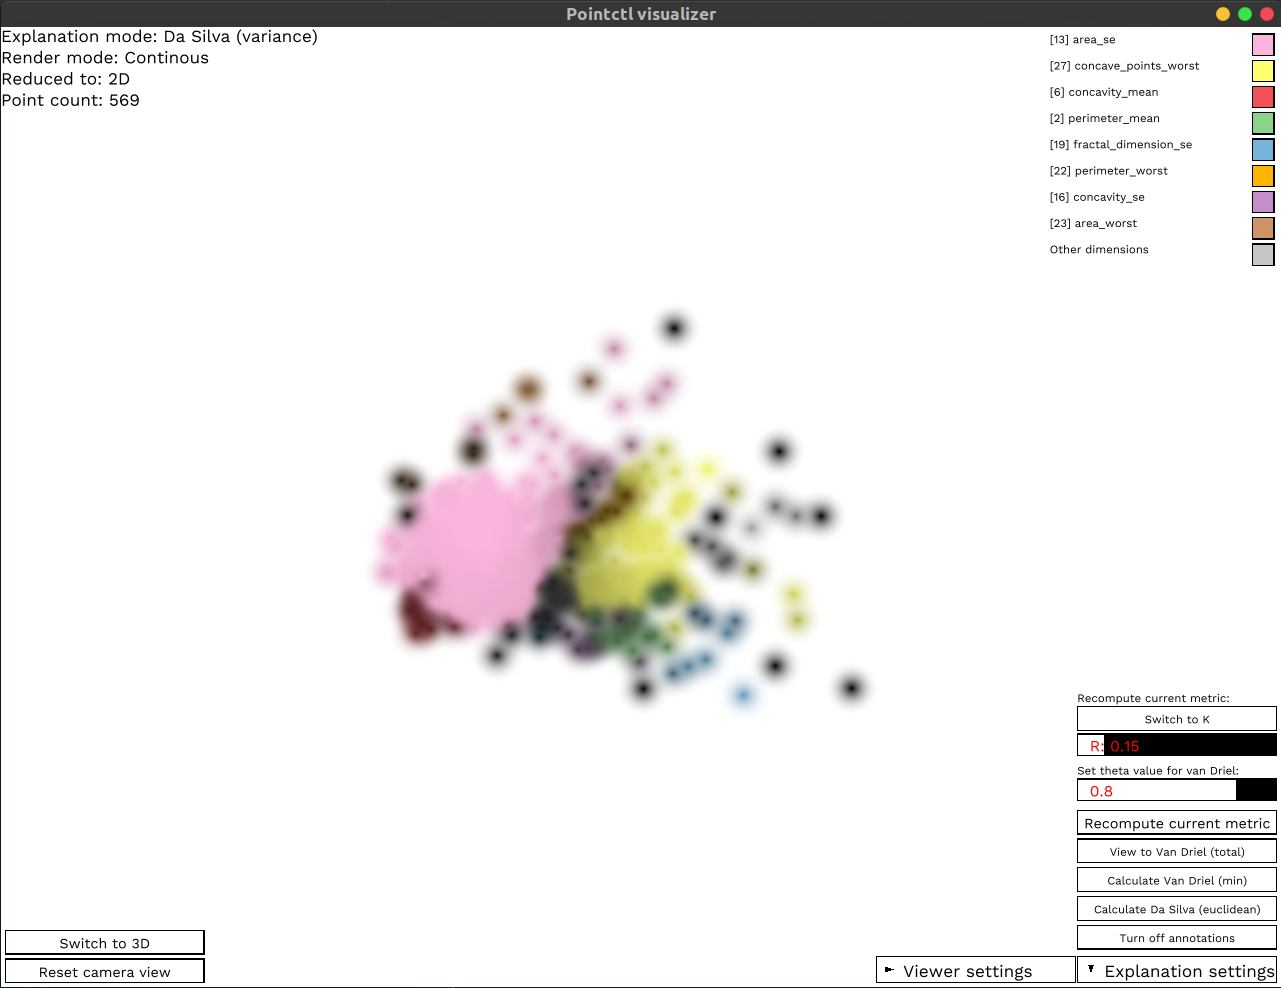 Pointctl visualizer
Explanation mode: Da Silva (variance)
Render mode: Continous
Reduced to: 2D
Point count: 569
[13] area_se
[27] concave_points_worst
[6] concavity_mean
[2] perimeter_mean
[19] fractal_dimension_se
[22] perimeter_worst
[16] concavity_se
[23] area_worst
Other dimensions
Recompute current metric:
Switch to K
R: 0.15
Set theta value for van Driel:
0.8
Recompute current metric
View to Van Driel (total)
Calculate Van Driel (min)
Calculate Da Silva (euclidean)
Turn off annotations
Switch to 3D
Reset camera view
Viewer settings
Explanation settings